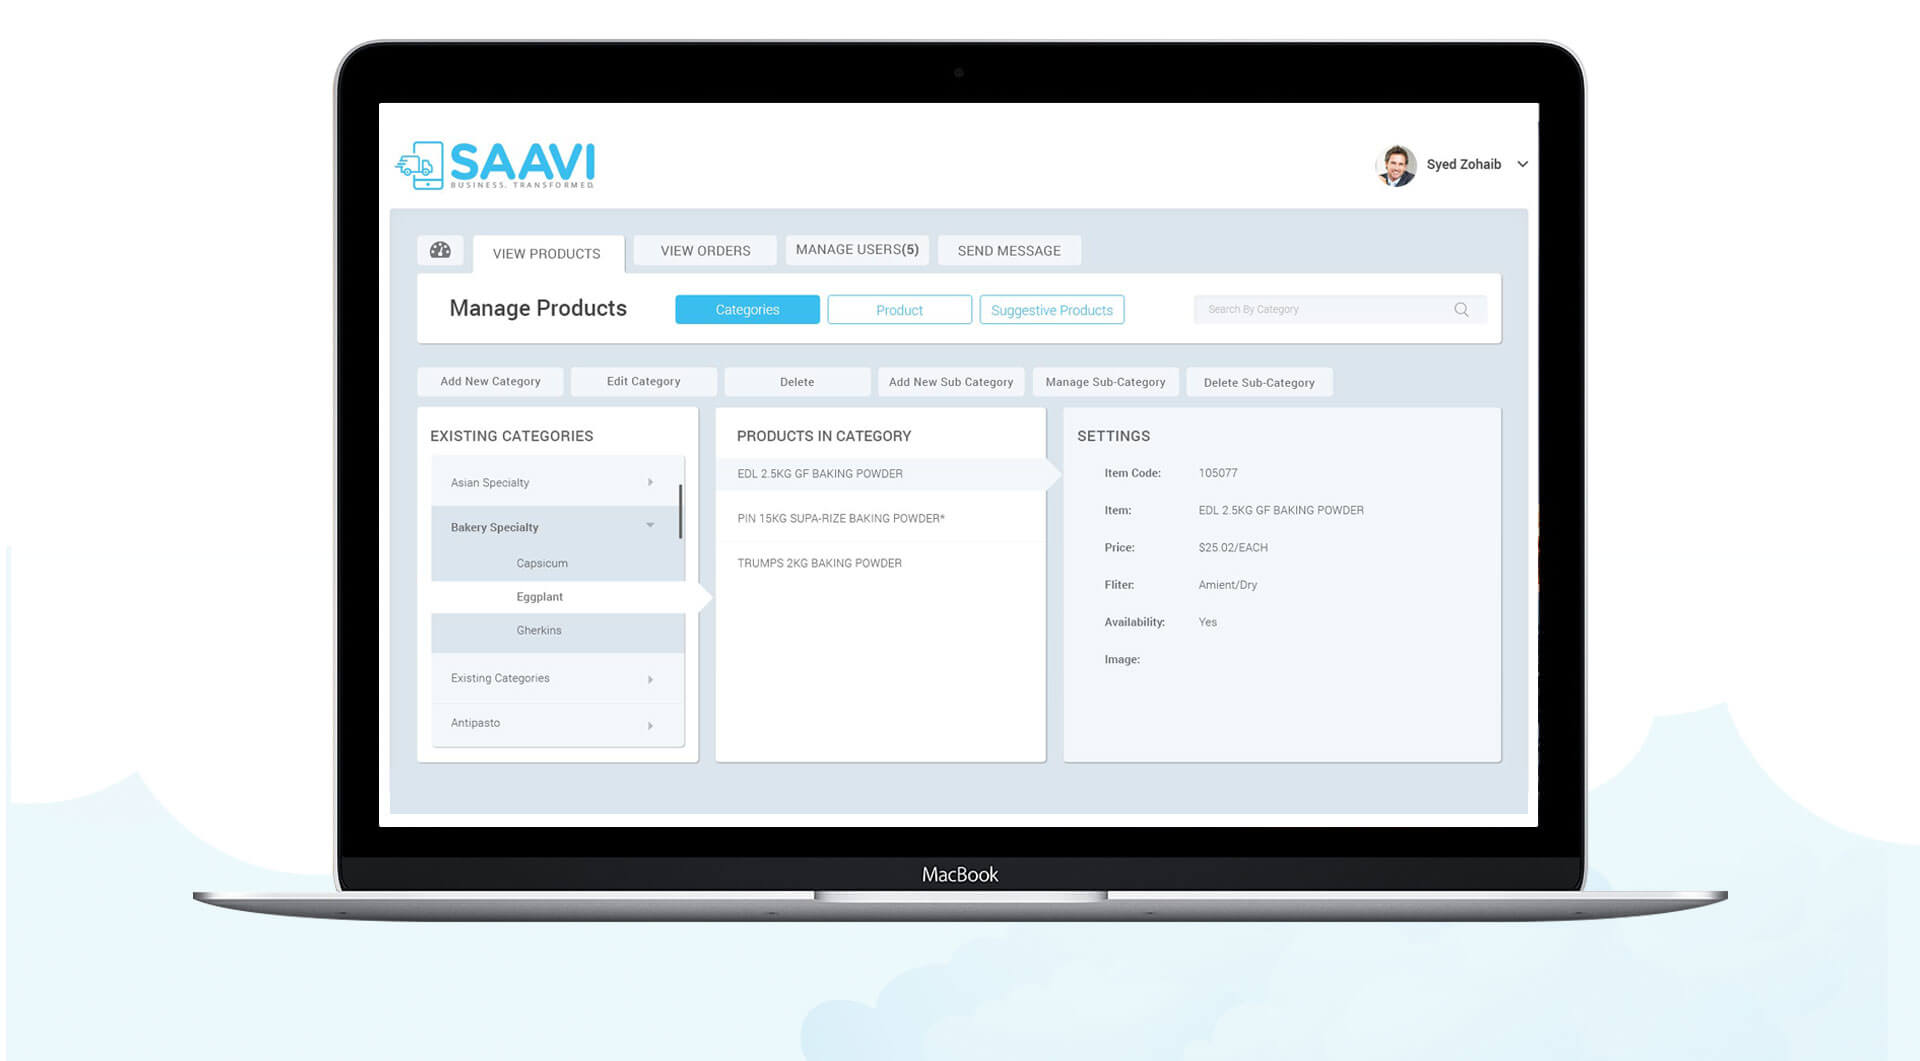 SAAVI
BUSINESS. TRANSFORMED.
Syed Zohaib
VIEW PRODUCTS
VIEW ORDERS
MANAGE USERS(5)
SEND MESSAGE
Manage Products
Categories
Product
Suggestive Products
Search By Category
Add New Category
Edit Category
Delete
Add New Sub Category
Manage Sub-Category
Delete Sub-Category
EXISTING CATEGORIES
Asian Specialty
Bakery Specialty
Capsicum
Eggplant
Gherkins
Existing Categories
Antipasto
PRODUCTS IN CATEGORY
EDL 2.5KG GF BAKING POWDER
PIN 15KG SUPA-RIZE BAKING POWDER*
TRUMPS 2KG BAKING POWDER
SETTINGS
Item Code: 105077
Item: EDL 2.5KG GF BAKING POWDER
Price: $25.02/EACH
Fliter: Amient/Dry
Availability: Yes
Image:
MacBook